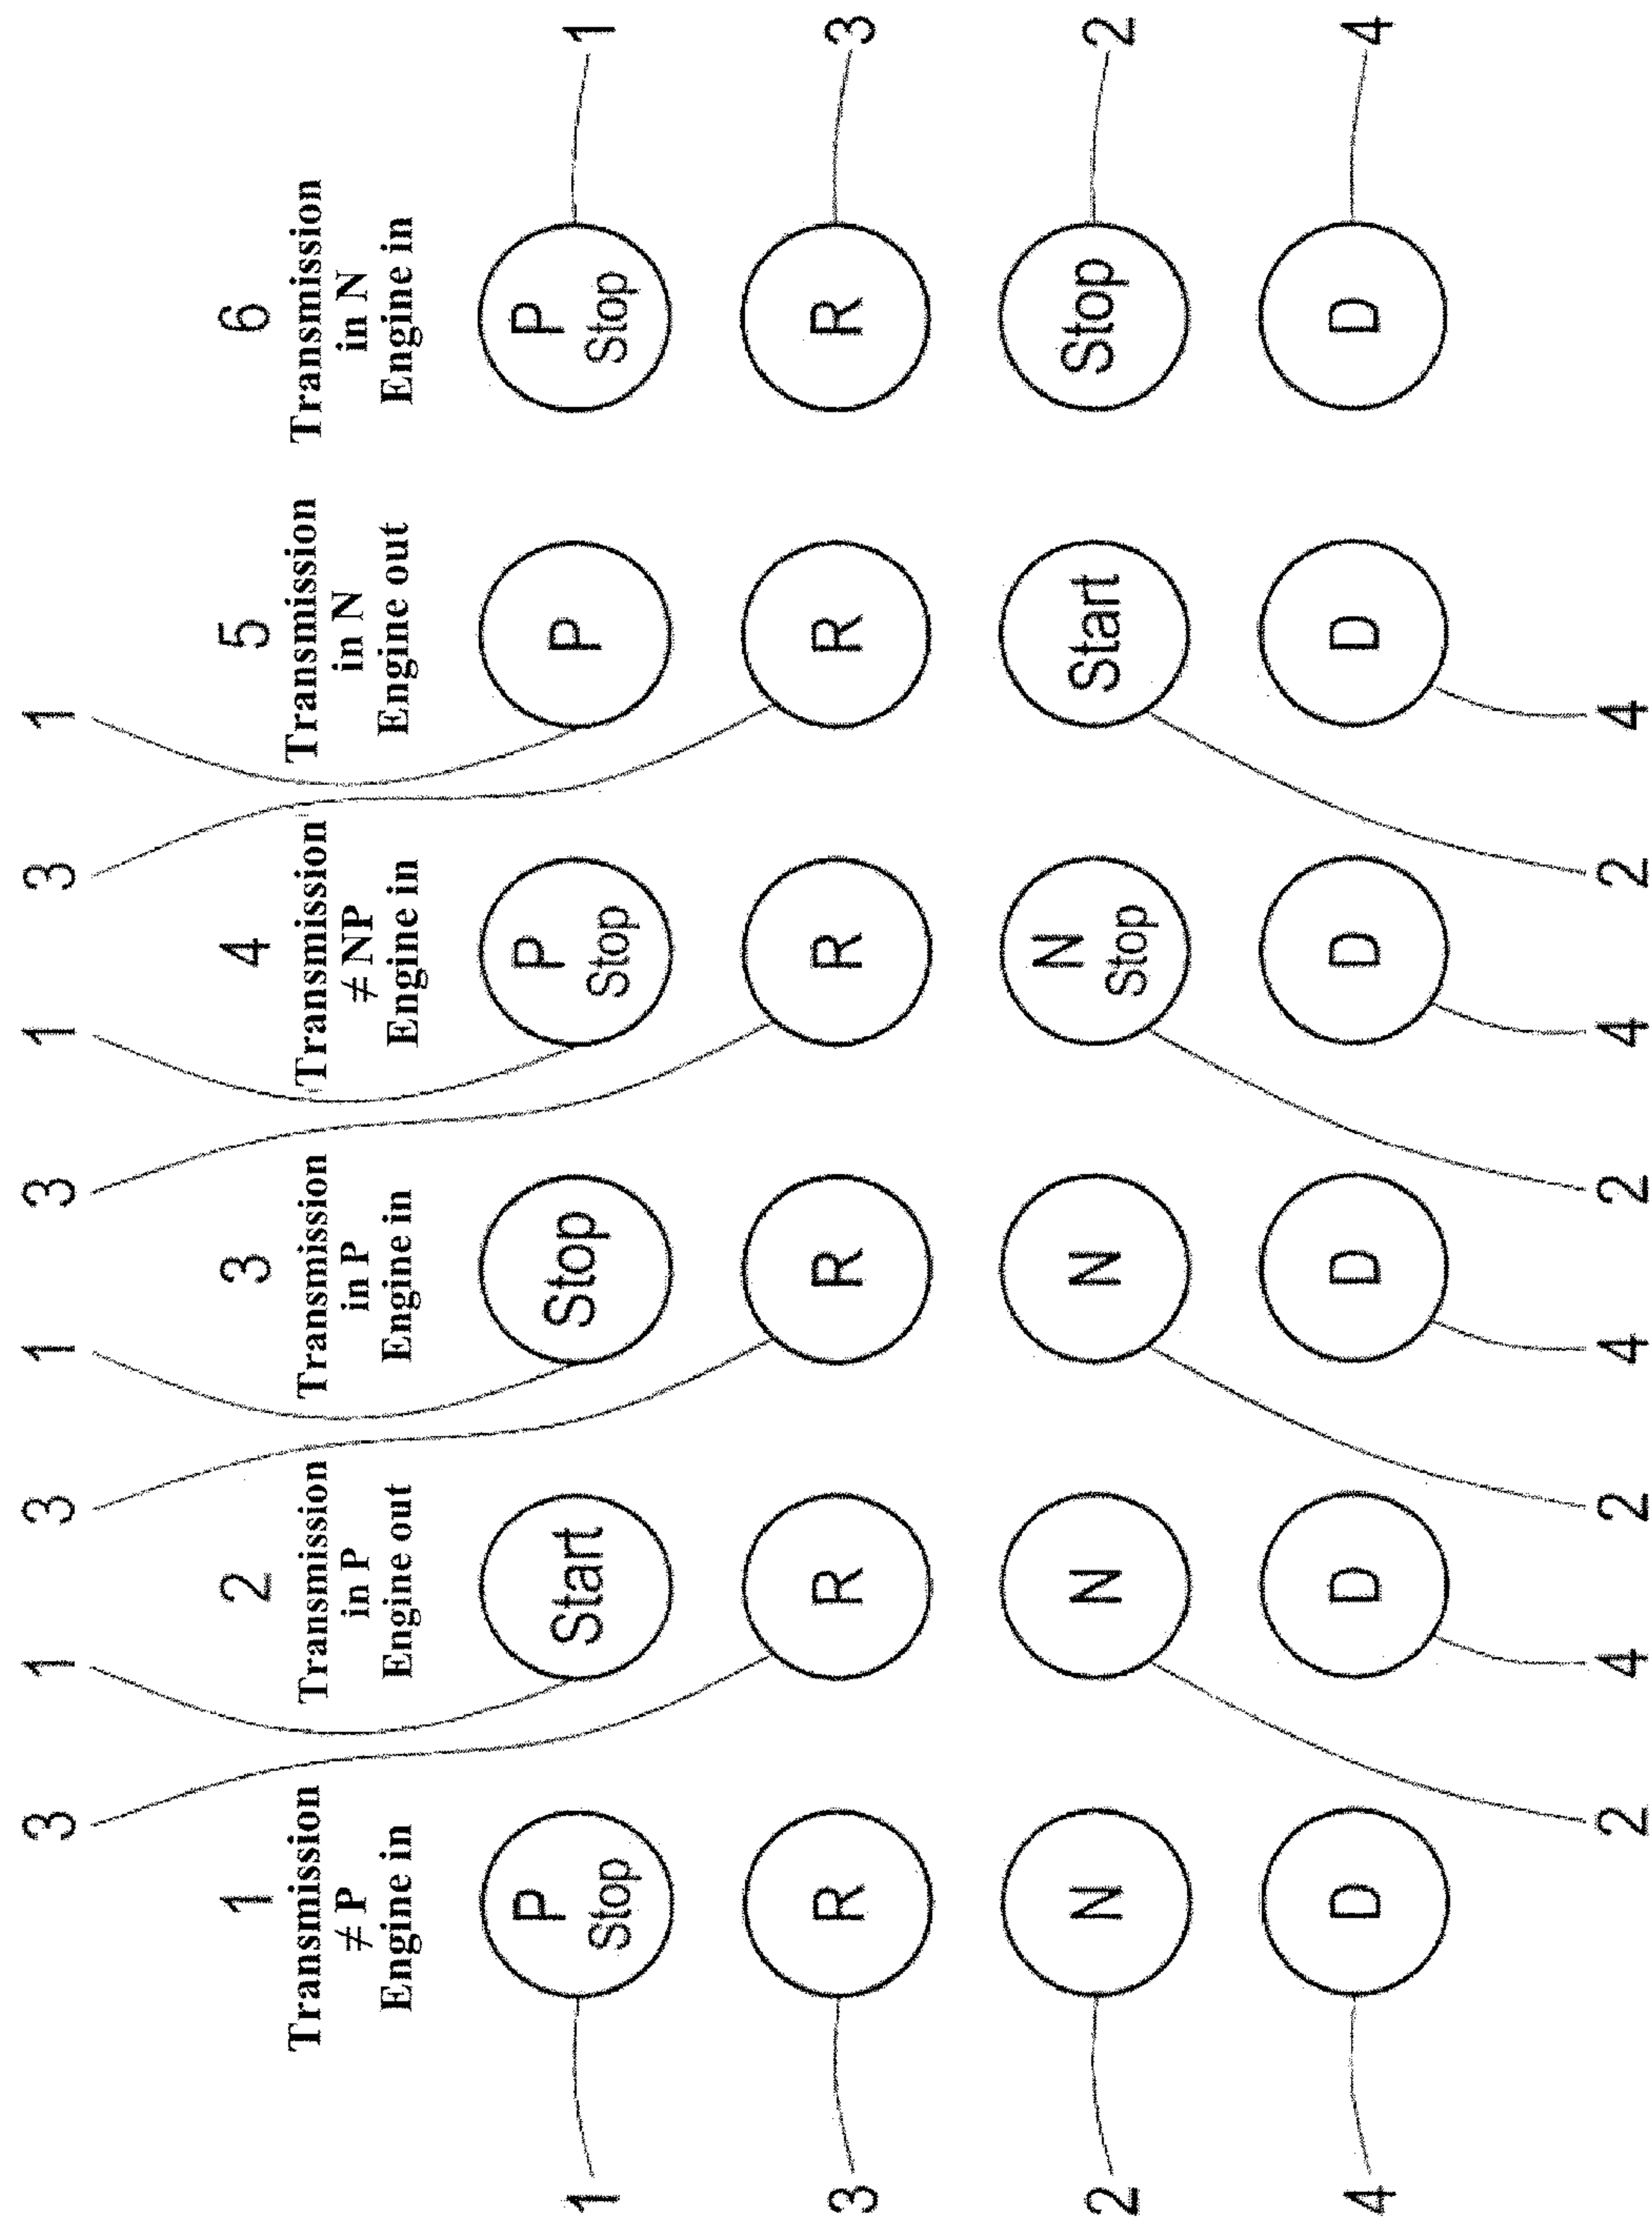 3 1 3 1 3 1 3 1
1
Transmission
≠ P
Engine in
2
Transmission
in P
Engine out
3
Transmission
in P
Engine in
4
Transmission
≠ NP
Engine in
5
Transmission
in N
Engine out
6
Transmission
in N
Engine in
1
P
Stop
Start
Stop
P
Stop
P
P
Stop
1
3
R
R
R
R
R
R
3
2
N
N
N
N
Stop
Start
Stop
2
4
D
D
D
D
D
D
4
2 4 2 4 2 4 2 4